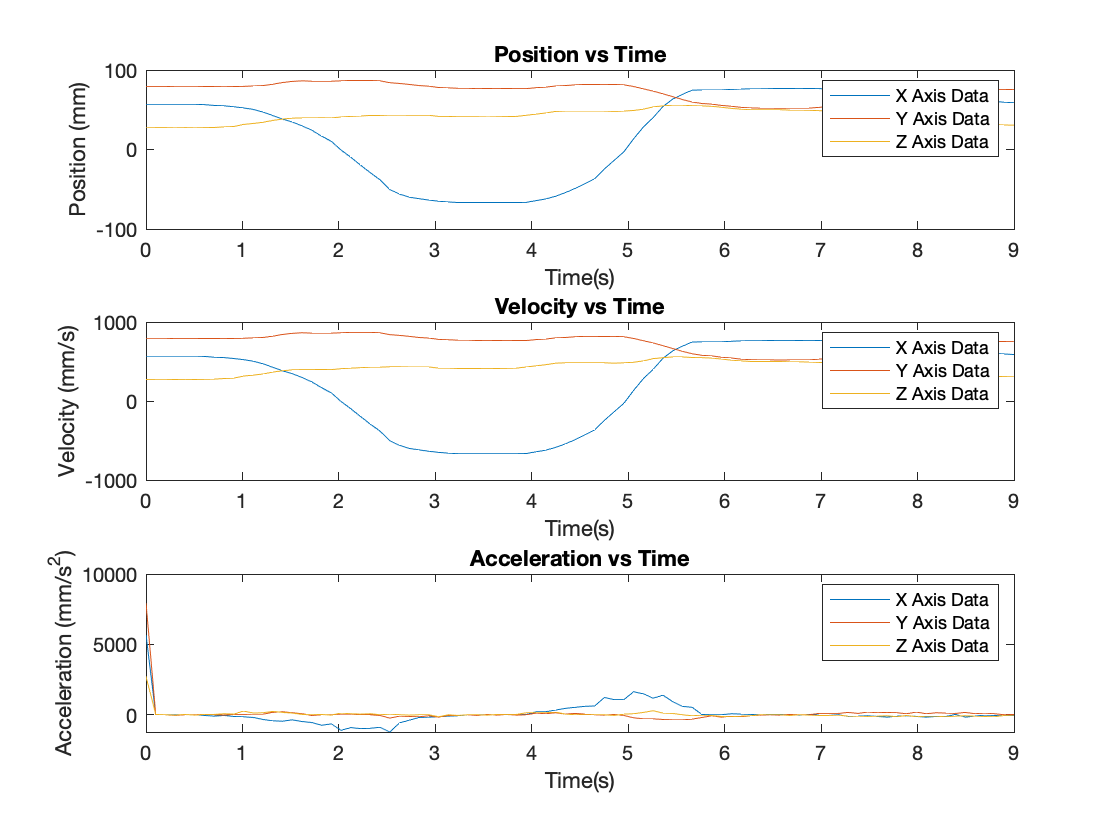 Position vs Time
Position (mm)
100
0
-100
X Axis Data
Y Axis Data
Z Axis Data
0 1 2 3 4 5 6 7 8 9
Time(s)
Velocity vs Time
Velocity (mm/s)
1000
0
-1000
X Axis Data
Y Axis Data
Z Axis Data
0 1 2 3 4 5 6 7 8 9
Time(s)
Acceleration vs Time
Acceleration (mm/s²)
10000
5000
0
X Axis Data
Y Axis Data
Z Axis Data
0 1 2 3 4 5 6 7 8 9
Time(s)